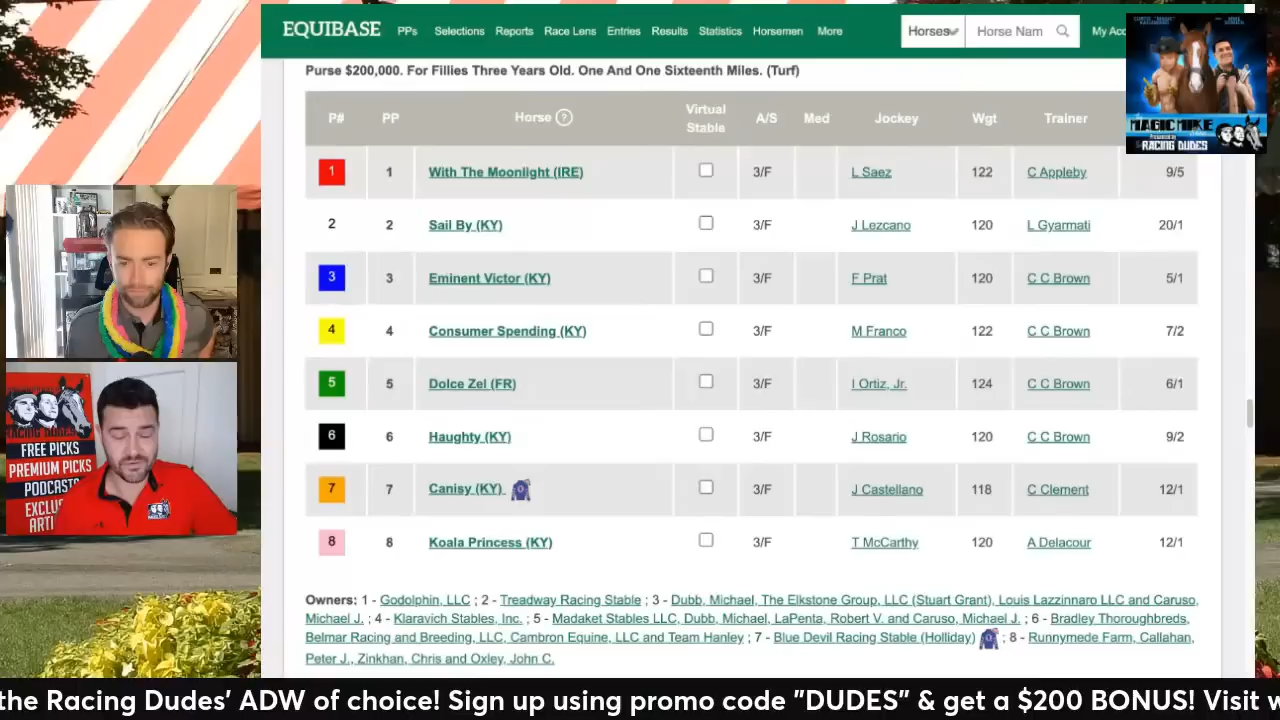 EQUIBASE PPs Selections Reports Race Lens Entries Results Statistics Horsemen More Horses Horse Nam My Acc
Purse $200,000. For Fillies Three Years Old. One And One Sixteenth Miles. (Turf)
P# PP Horse ? Virtual Stable A/S Med Jockey Wgt Trainer
1 1 With The Moonlight (IRE) 3/F L Saez 122 C Appleby 9/5
2 2 Sail By (KY) 3/F J Lezcano 120 L Gyarmati 20/1
3 3 Eminent Victor (KY) 3/F F Prat 120 C C Brown 5/1
4 4 Consumer Spending (KY) 3/F M Franco 122 C C Brown 7/2
5 5 Dolce Zel (FR) 3/F I Ortiz, Jr. 124 C C Brown 6/1
6 6 Haughty (KY) 3/F J Rosario 120 C C Brown 9/2
7 7 Canisy (KY) 3/F J Castellano 118 C Clement 12/1
8 8 Koala Princess (KY) 3/F T McCarthy 120 A Delacour 12/1
Owners: 1 - Godolphin, LLC ; 2 - Treadway Racing Stable ; 3 - Dubb, Michael, The Elkstone Group, LLC (Stuart Grant), Louis Lazzinnaro LLC and Caruso,
Michael J. ; 4 - Klaravich Stables, Inc. ; 5 - Madaket Stables LLC, Dubb, Michael, LaPenta, Robert V. and Caruso, Michael J. ; 6 - Bradley Thoroughbreds,
Belmar Racing and Breeding, LLC, Cambron Equine, LLC and Team Hanley ; 7 - Blue Devil Racing Stable (Holliday) ; 8 - Runnymede Farm, Callahan,
Peter J., Zinkhan, Chris and Oxley, John C.
MAGIC MIKE
RACING DUDES
RACING DUDES
FREE PICKS
PREMIUM PICKS
PODCASTS
EXCLU
ARTI
the Racing Dudes' ADW of choice! Sign up using promo code "DUDES" & get a $200 BONUS! Visit w